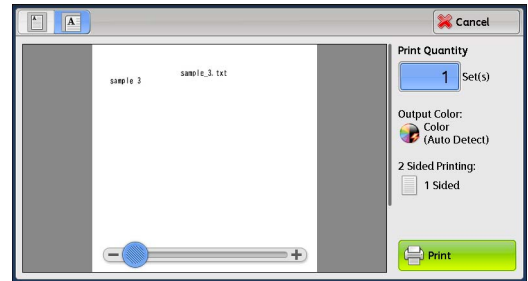 A
A
Cancel
sample_3.txt
sample 3
Print Quantity
1 Set(s)
Output Color:
Color
(Auto Detect)
2 Sided Printing:
1 Sided
Print